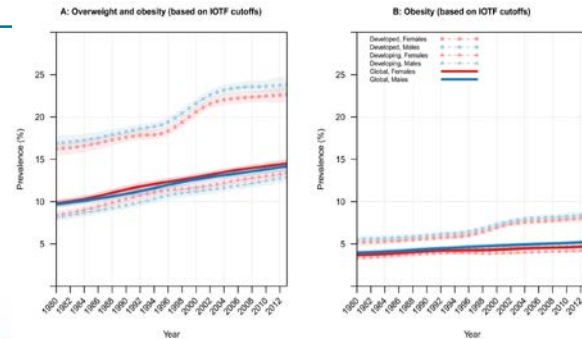 A: Overweight and obesity (based on IOTF cutoffs)
Prevalence (%)
25
20
15
10
5
1980 1982 1984 1986 1988 1990 1992 1994 1996 1998 2000 2002 2004 2006 2008 2010 2012
Year
B: Obesity (based on IOTF cutoffs)
Developed, Females
Developed, Males
Developing, Females
Developing, Males
Global, Females
Global, Males
Prevalence (%)
25
20
15
10
5
1980 1982 1984 1986 1988 1990 1992 1994 1996 1998 2000 2002 2004 2006 2008 2010 2012
Year